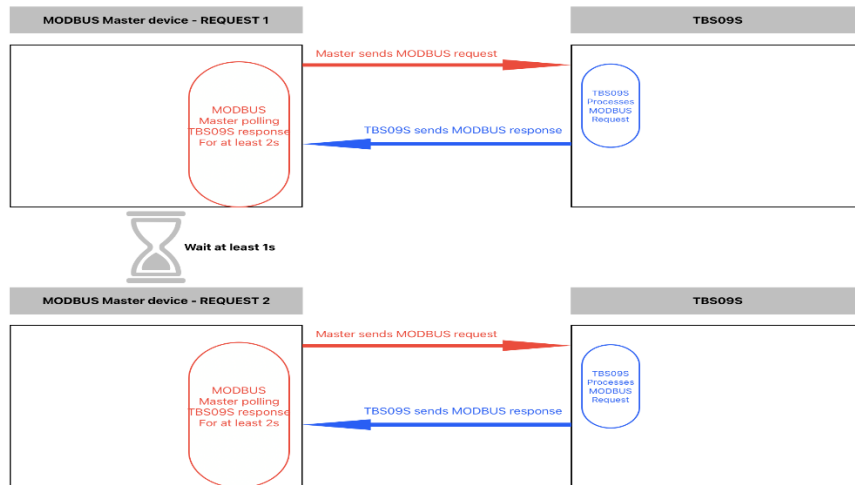 MODBUS Master device - REQUEST 1
TBS09S
Master sends MODBUS request
MODBUS
Master polling
TBS09S response
For at least 2s
TBS09S
Processes
MODBUS
Request
TBS09S sends MODBUS response
Wait at least 1s
MODBUS Master device - REQUEST 2
TBS09S
Master sends MODBUS request
MODBUS
Master polling
TBS09S response
For at least 2s
TBS09S
Processes
MODBUS
Request
TBS09S sends MODBUS response